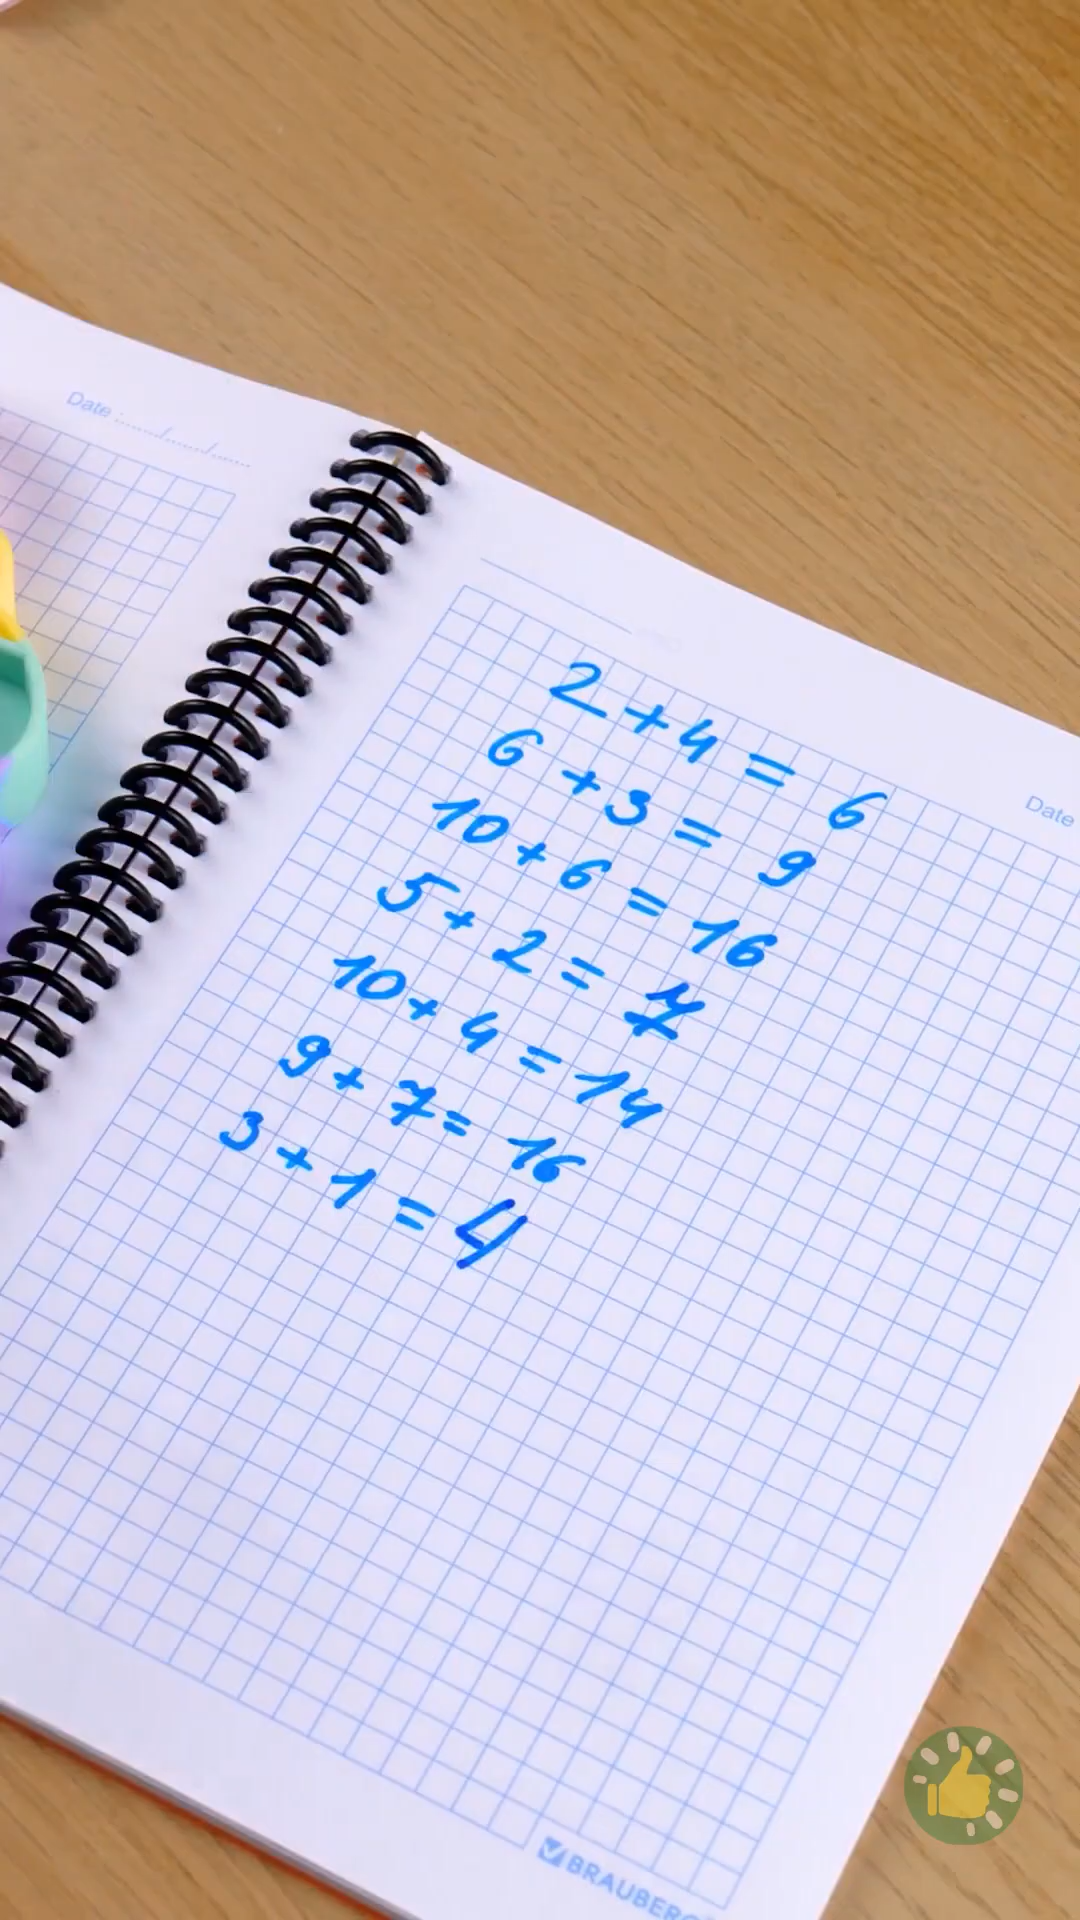 Date
2 + 4 = 6
6 + 3 = 9
10 + 6 = 16
5 + 2 = 7
10 + 4 = 14
9 + 7 = 16
3 + 1 = 4
Date